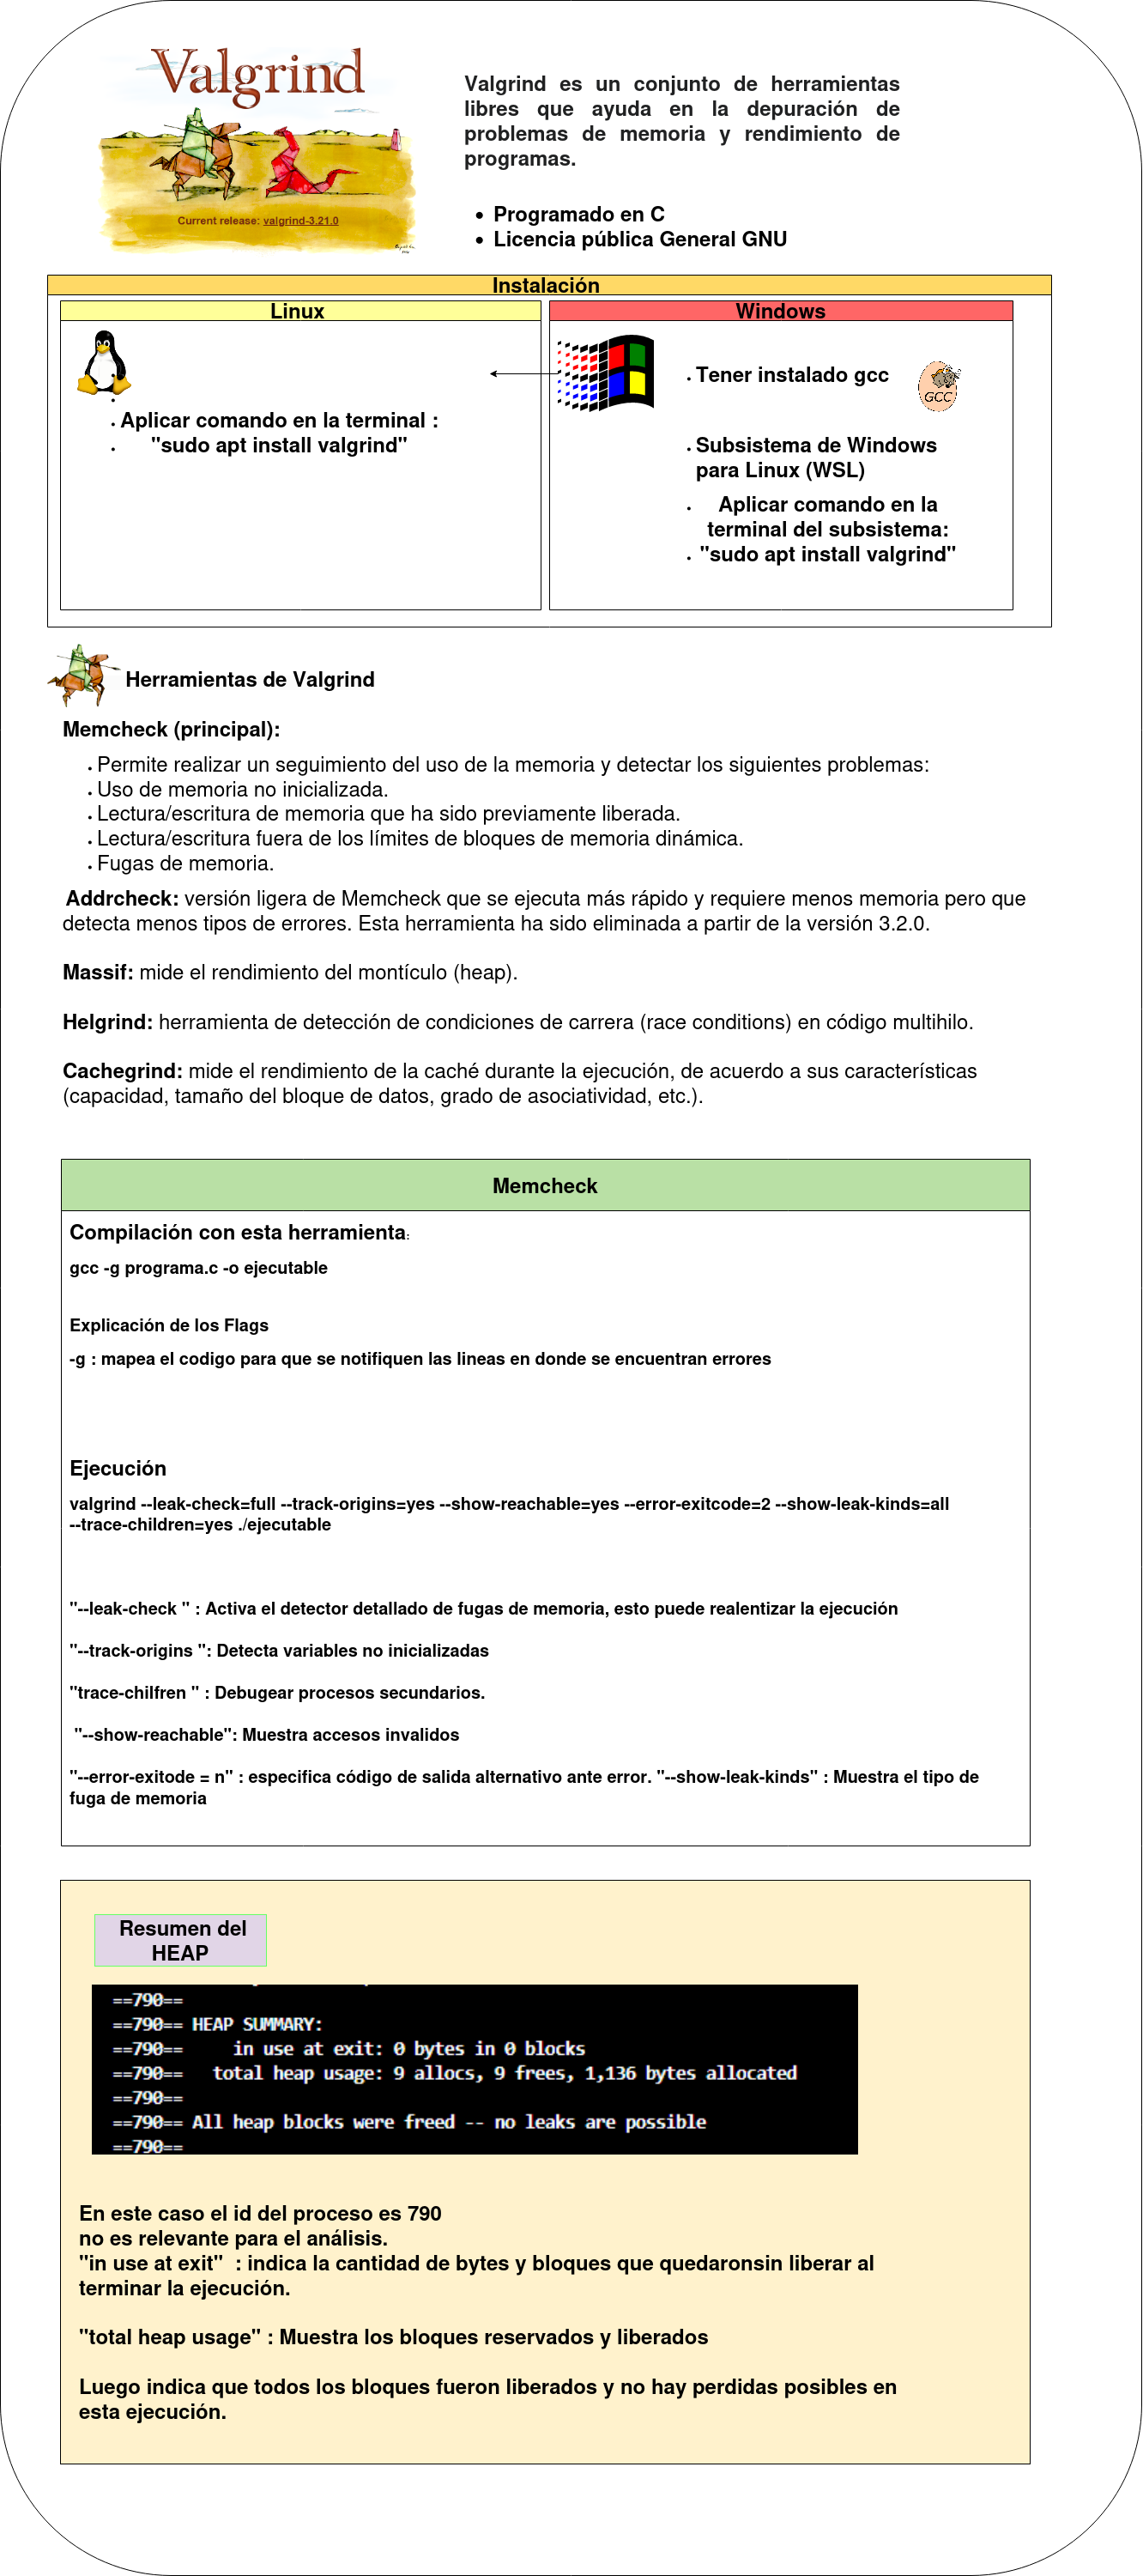 Valgrind
Current release: valgrind-3.21.0
Valgrind es un conjunto de herramientas
libres que ayuda en la depuración de
problemas de memoria y rendimiento de
programas.
• Programado en C
• Licencia pública General GNU
Instalación
Linux
• Aplicar comando en la terminal :
• "sudo apt install valgrind"
Windows
• Tener instalado gcc
GCC
• Subsistema de Windows
para Linux (WSL)
• Aplicar comando en la
terminal del subsistema:
• "sudo apt install valgrind"
Herramientas de Valgrind
Memcheck (principal):
• Permite realizar un seguimiento del uso de la memoria y detectar los siguientes problemas:
• Uso de memoria no inicializada.
• Lectura/escritura de memoria que ha sido previamente liberada.
• Lectura/escritura fuera de los límites de bloques de memoria dinámica.
• Fugas de memoria.
Addrcheck: versión ligera de Memcheck que se ejecuta más rápido y requiere menos memoria pero que
detecta menos tipos de errores. Esta herramienta ha sido eliminada a partir de la versión 3.2.0.
Massif: mide el rendimiento del montículo (heap).
Helgrind: herramienta de detección de condiciones de carrera (race conditions) en código multihilo.
Cachegrind: mide el rendimiento de la caché durante la ejecución, de acuerdo a sus características
(capacidad, tamaño del bloque de datos, grado de asociatividad, etc.).
Memcheck
Compilación con esta herramienta:
gcc -g programa.c -o ejecutable
Explicación de los Flags
-g : mapea el codigo para que se notifiquen las lineas en donde se encuentran errores
Ejecución
valgrind --leak-check=full --track-origins=yes --show-reachable=yes --error-exitcode=2 --show-leak-kinds=all
--trace-children=yes ./ejecutable
"--leak-check " : Activa el detector detallado de fugas de memoria, esto puede realentizar la ejecución
"--track-origins ": Detecta variables no inicializadas
"trace-chilfren " : Debugear procesos secundarios.
"--show-reachable": Muestra accesos invalidos
"--error-exitode = n" : especifica código de salida alternativo ante error. "--show-leak-kinds" : Muestra el tipo de
fuga de memoria
Resumen del
HEAP
==790==
==790== HEAP SUMMARY:
==790==     in use at exit: 0 bytes in 0 blocks
==790==   total heap usage: 9 allocs, 9 frees, 1,136 bytes allocated
==790==
==790== All heap blocks were freed -- no leaks are possible
==790==
En este caso el id del proceso es 790
no es relevante para el análisis.
"in use at exit"  : indica la cantidad de bytes y bloques que quedaronsin liberar al
terminar la ejecución.
"total heap usage" : Muestra los bloques reservados y liberados
Luego indica que todos los bloques fueron liberados y no hay perdidas posibles en
esta ejecución.